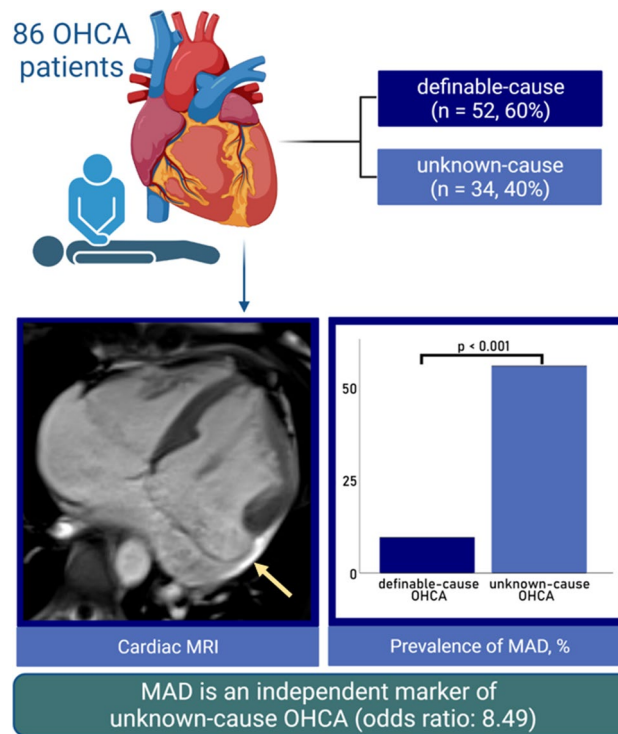 86 OHCA
patients
definable-cause
(n = 52, 60%)
unknown-cause
(n = 34, 40%)
p < 0.001
50
25
0
definable-cause
OHCA
unknown-cause
OHCA
Cardiac MRI
Prevalence of MAD, %
MAD is an independent marker of
unknown-cause OHCA (odds ratio: 8.49)